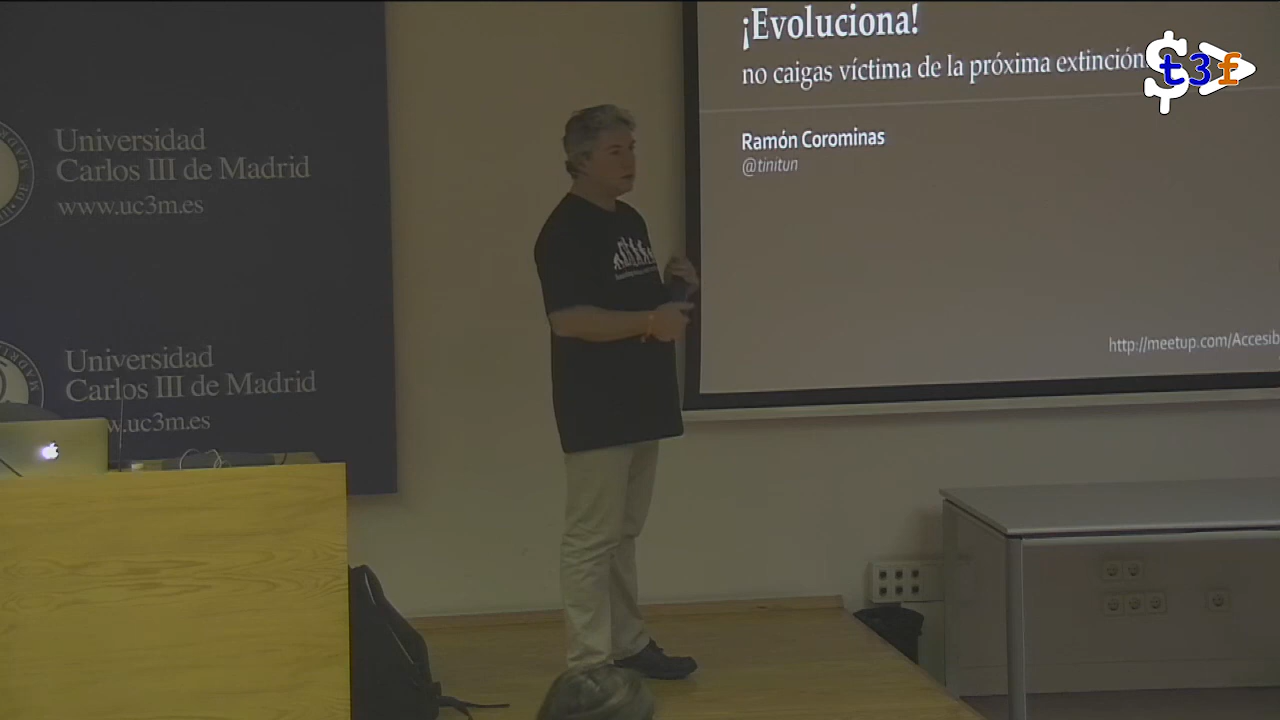 ¡Evoluciona!
no caigas víctima de la próxima extinción
Ramón Corominas
@tinitun
http://meetup.com/Accesib
$t3f
Universidad
Carlos III de Madrid
www.uc3m.es
Universidad
Carlos III de Madrid
w.uc3m.es